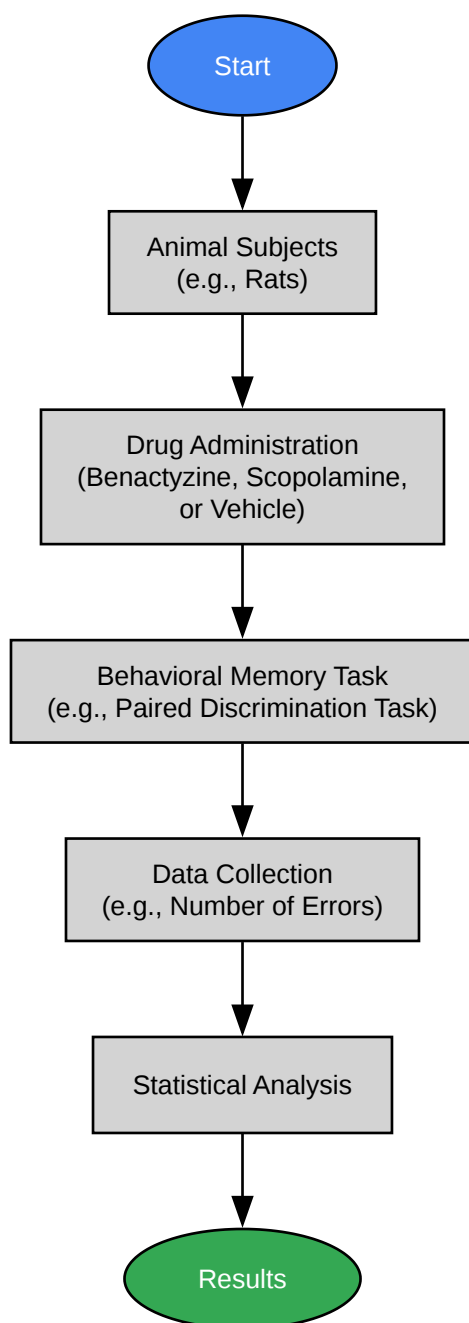 Start
Animal Subjects
(e.g., Rats)
Drug Administration
(Benactyzine, Scopolamine,
or Vehicle)
Behavioral Memory Task
(e.g., Paired Discrimination Task)
Data Collection
(e.g., Number of Errors)
Statistical Analysis
Results